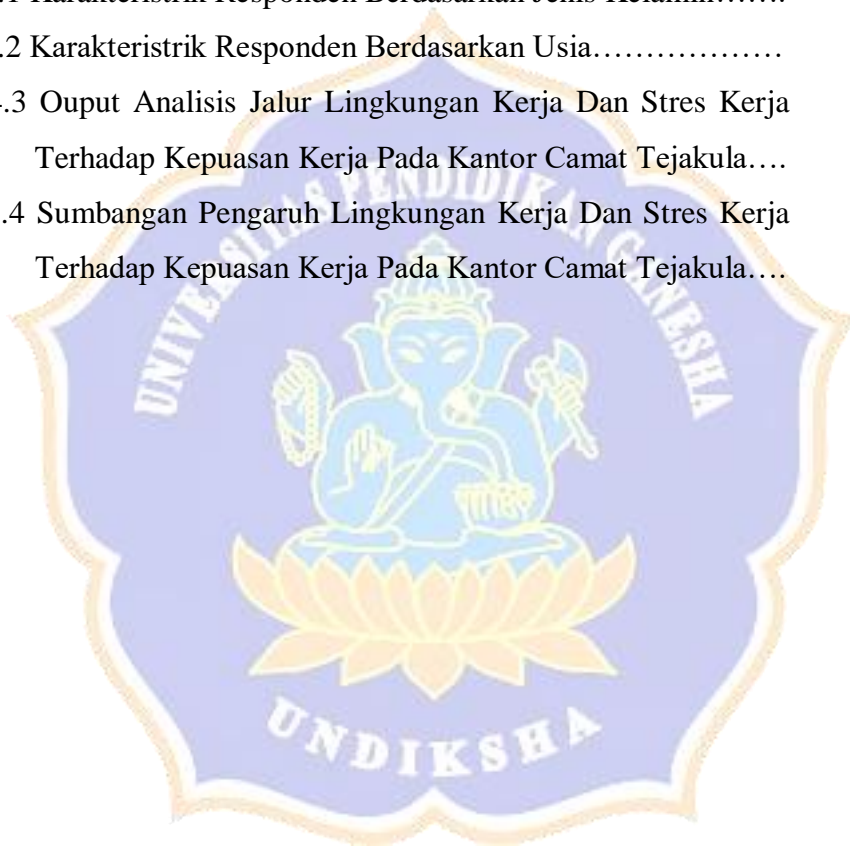 .1 Karakteristrik Responden Berdasarkan Jenis Kelamin…….
.2 Karakteristrik Responden Berdasarkan Usia………………
.3 Ouput Analisis Jalur Lingkungan Kerja Dan Stres Kerja
Terhadap Kepuasan Kerja Pada Kantor Camat Tejakula….
.4 Sumbangan Pengaruh Lingkungan Kerja Dan Stres Kerja
Terhadap Kepuasan Kerja Pada Kantor Camat Tejakula….
UNIVERSITAS PENDIDIKAN GANESHA
UNDIKSHA